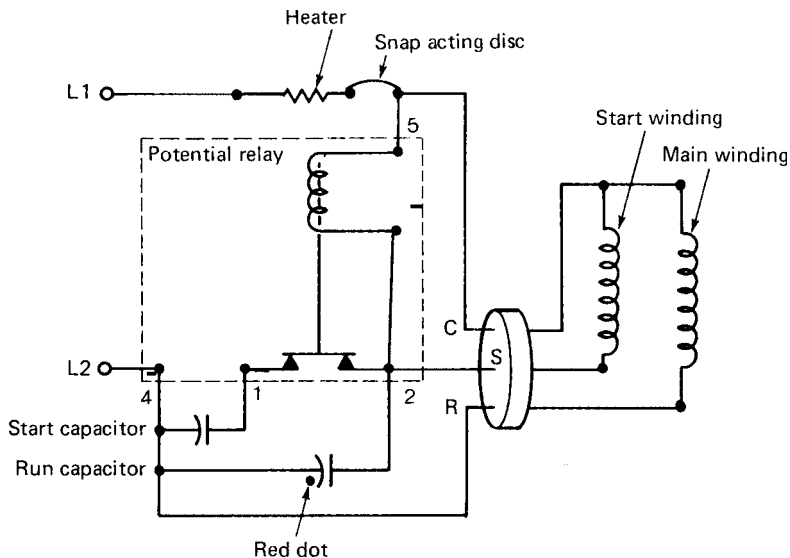 Heater
Snap acting disc
L1
5
Start winding
Potential relay
Main winding
C
L2
S
4
1
2
R
Start capacitor
Run capacitor
Red dot